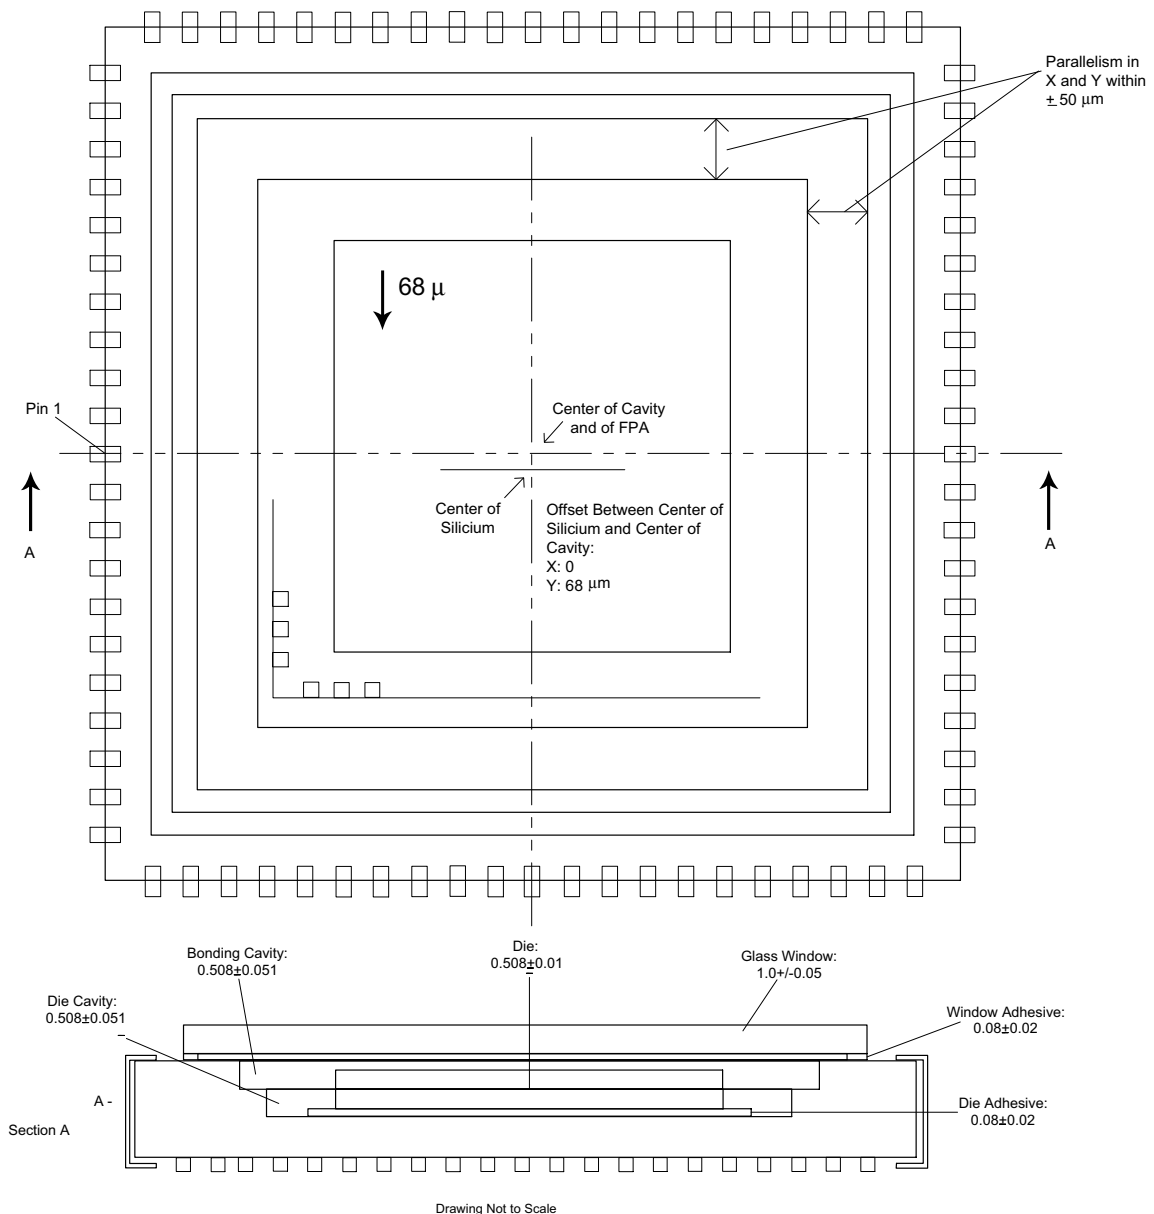 Parallelism in
X and Y within
± 50 μm
68 μ
Pin 1
Center of Cavity
and of FPA
Center of
Silicium
Offset Between Center of
Silicium and Center of
Cavity:
X: 0
Y: 68 μm
A
A
Bonding Cavity:
0.508±0.051
Die:
0.508±0.01
Glass Window:
1.0+/-0.05
Die Cavity:
0.508±0.051
Window Adhesive:
0.08±0.02
A -
Die Adhesive:
0.08±0.02
Section A
Drawing Not to Scale